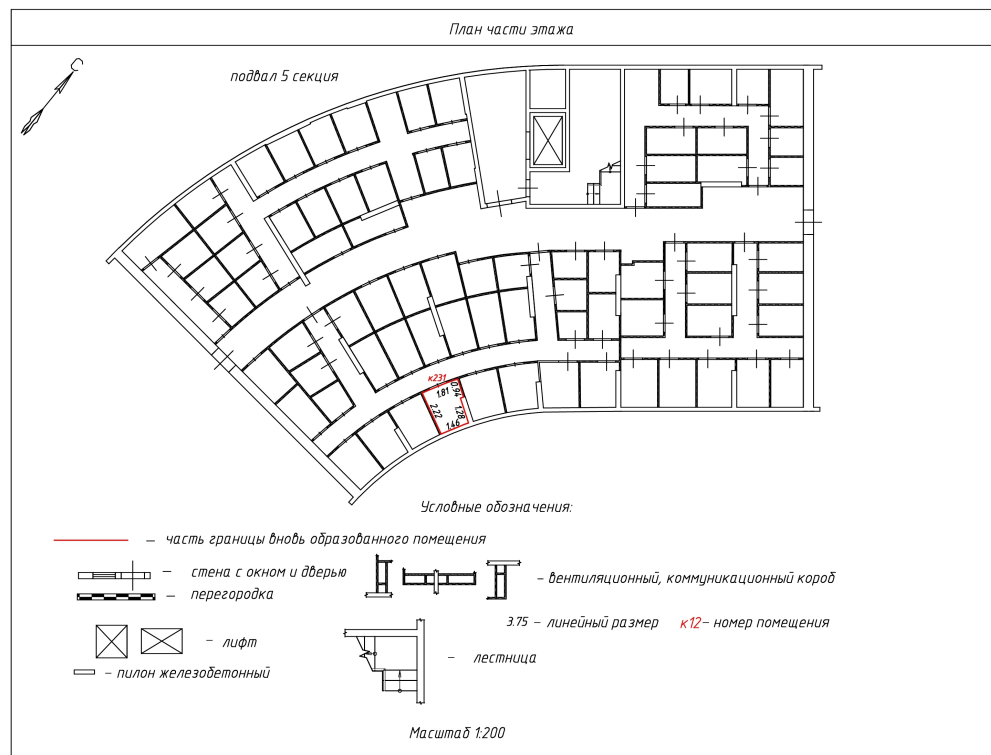 План части этажа
С
подвал 5 секция
к231
1.81
0.94
2.22
1.28
1.46
Условные обозначения:
— часть границы вновь образованного помещения
— стена с окном и дверью
— перегородка
— вентиляционный, коммуникационный короб
3.75 — линейный размер к12 — номер помещения
— лифт
— лестница
— пилон железобетонный
Масштаб 1:200